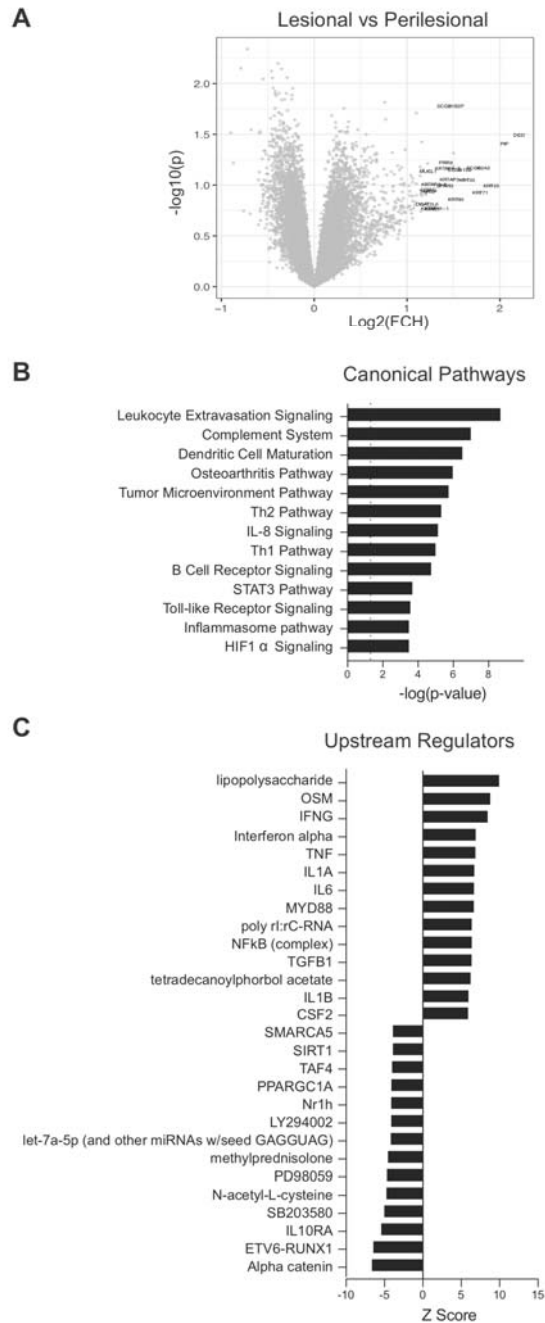 A
Lesional vs Perilesional
-log10(p)
2.0
1.5
1.0
0.5
0.0
DCD
PIP
KRT71
-1
0
1
2
Log2(FCH)
B
Canonical Pathways
Leukocyte Extravasation Signaling
Complement System
Dendritic Cell Maturation
Osteoarthritis Pathway
Tumor Microenvironment Pathway
Th2 Pathway
IL-8 Signaling
Th1 Pathway
B Cell Receptor Signaling
STAT3 Pathway
Toll-like Receptor Signaling
Inflammasome pathway
HIF1 α Signaling
0 2 4 6 8
-log(p-value)
C
Upstream Regulators
lipopolysaccharide
OSM
IFNG
Interferon alpha
TNF
IL1A
IL6
MYD88
poly rI:rC-RNA
NFkB (complex)
TGFB1
tetradecanoylphorbol acetate
IL1B
CSF2
SMARCA5
SIRT1
TAF4
PPARGC1A
Nr1h
LY294002
let-7a-5p (and other miRNAs w/seed GAGGUAG)
methylprednisolone
PD98059
N-acetyl-L-cysteine
SB203580
IL10RA
ETV6-RUNX1
Alpha catenin
-10 -5 0 5 10 15
Z Score